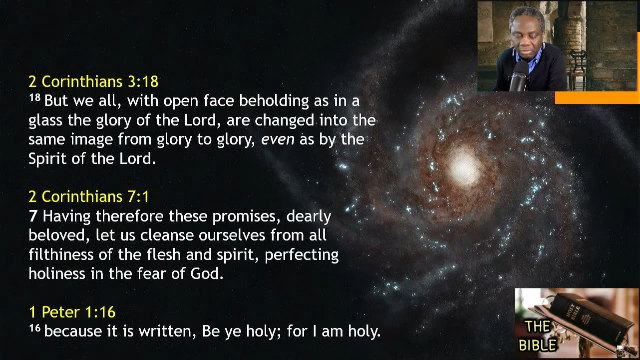 2 Corinthians 3:18
18 But we all, with open face beholding as in a
glass the glory of the Lord, are changed into the
same image from glory to glory, even as by the
Spirit of the Lord.
2 Corinthians 7:1
7 Having therefore these promises, dearly
beloved, let us cleanse ourselves from all
filthiness of the flesh and spirit, perfecting
holiness in the fear of God.
1 Peter 1:16
16 because it is written, Be ye holy; for I am holy.
THE
BIBLE
HOLY
BIBLE